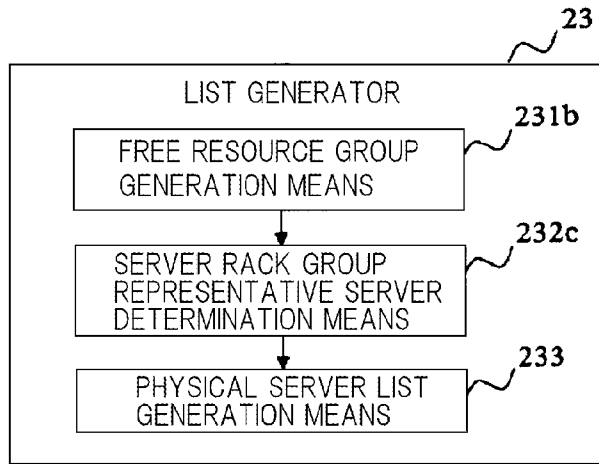 23
LIST GENERATOR
231b
FREE RESOURCE GROUP
GENERATION MEANS
232c
SERVER RACK GROUP
REPRESENTATIVE SERVER
DETERMINATION MEANS
233
PHYSICAL SERVER LIST
GENERATION MEANS